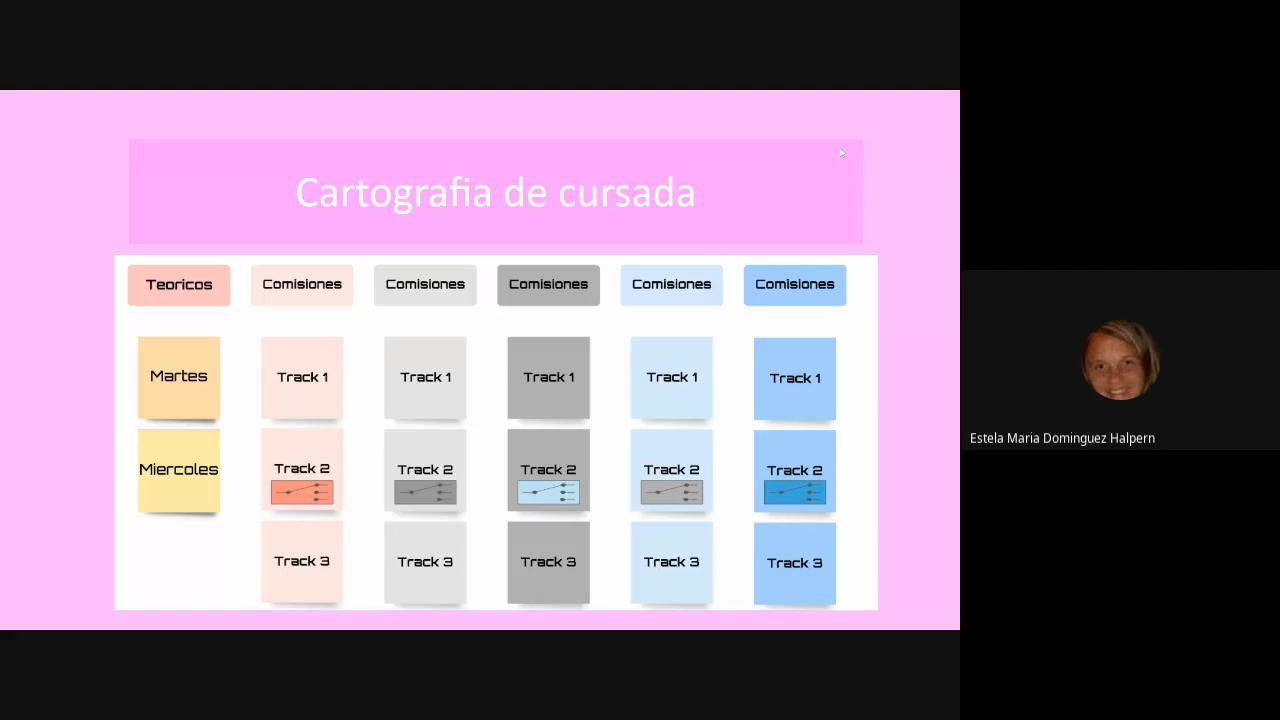 Cartografia de cursada
Teoricos Comisiones Comisiones Comisiones Comisiones Comisiones
Martes Track 1 Track 1 Track 1 Track 1 Track 1
Miercoles Track 2 Track 2 Track 2 Track 2 Track 2
Track 3 Track 3 Track 3 Track 3 Track 3
Estela Maria Dominguez Halpern